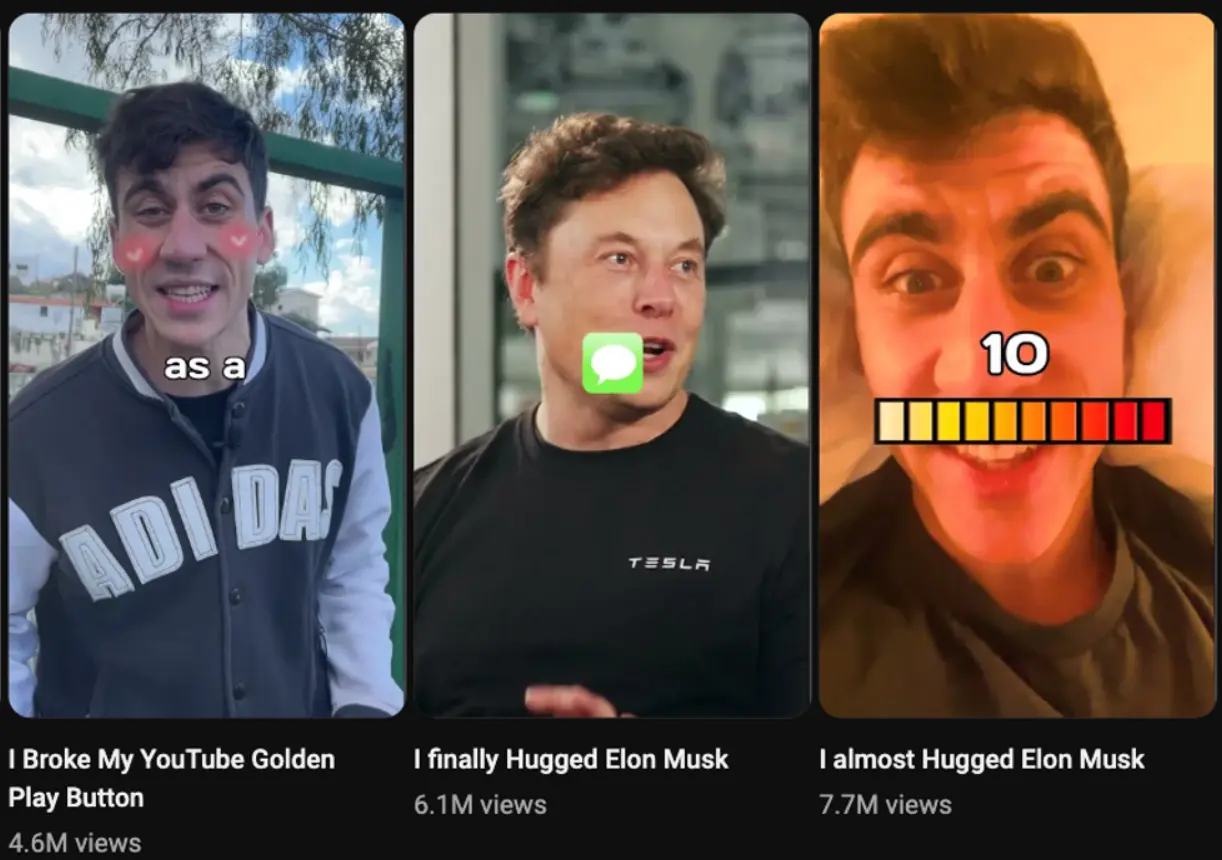 as a
ADIDAS
I Broke My YouTube Golden
Play Button
4.6M views
TESLA
I finally Hugged Elon Musk
6.1M views
10
I almost Hugged Elon Musk
7.7M views